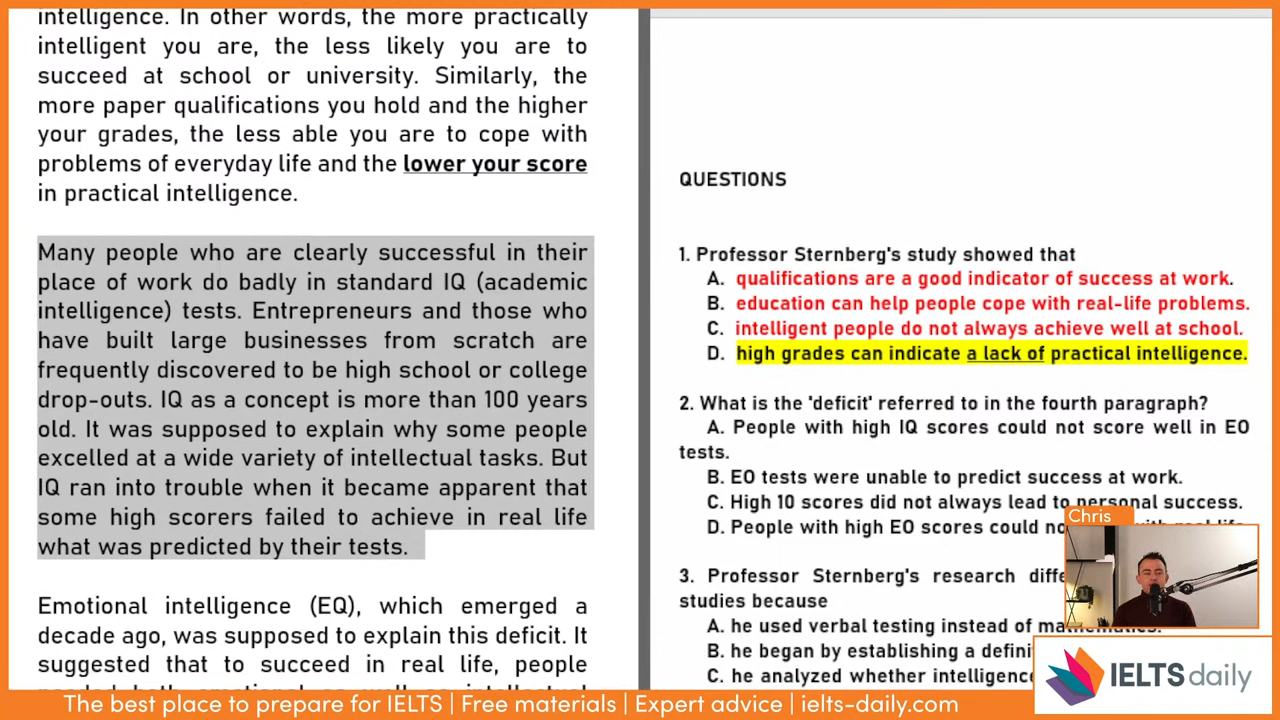 intelligence. In other words, the more practically
intelligent you are, the less likely you are to
succeed at school or university. Similarly, the
more paper qualifications you hold and the higher
your grades, the less able you are to cope with
problems of everyday life and the lower your score
in practical intelligence.
Many people who are clearly successful in their
place of work do badly in standard IQ (academic
intelligence) tests. Entrepreneurs and those who
have built large businesses from scratch are
frequently discovered to be high school or college
drop-outs. IQ as a concept is more than 100 years
old. It was supposed to explain why some people
excelled at a wide variety of intellectual tasks. But
IQ ran into trouble when it became apparent that
some high scorers failed to achieve in real life
what was predicted by their tests.
Emotional intelligence (EQ), which emerged a
decade ago, was supposed to explain this deficit. It
suggested that to succeed in real life, people
QUESTIONS
1. Professor Sternberg's study showed that
A. qualifications are a good indicator of success at work.
B. education can help people cope with real-life problems.
C. intelligent people do not always achieve well at school.
D. high grades can indicate a lack of practical intelligence.
2. What is the 'deficit' referred to in the fourth paragraph?
A. People with high IQ scores could not score well in EO
tests.
B. EO tests were unable to predict success at work.
C. High 10 scores did not always lead to personal success.
D. People with high EO scores could
3. Professor Sternberg's research
studies because
A. he used verbal testing instead of
B. he began by establishing a
C. he analyzed whether
Chris
IELTS daily
The best place to prepare for IELTS | Free materials | Expert advice | ielts-daily.com